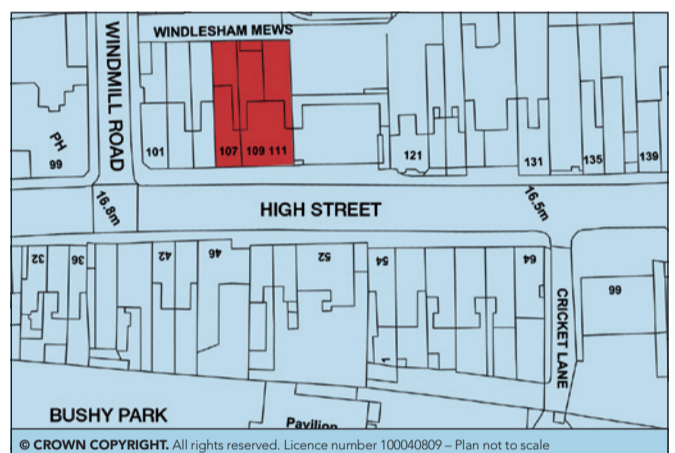 WINDLESHAM MEWS
WINDMILL ROAD
PH
99
101
107 109 111
121
131
135
139
16.8m
HIGH STREET
16.5m
32
36
42
46
52
54
64
66
1
CRICKET LANE
BUSHY PARK
Pavilion
© CROWN COPYRIGHT. All rights reserved. Licence number 100040809 – Plan not to scale